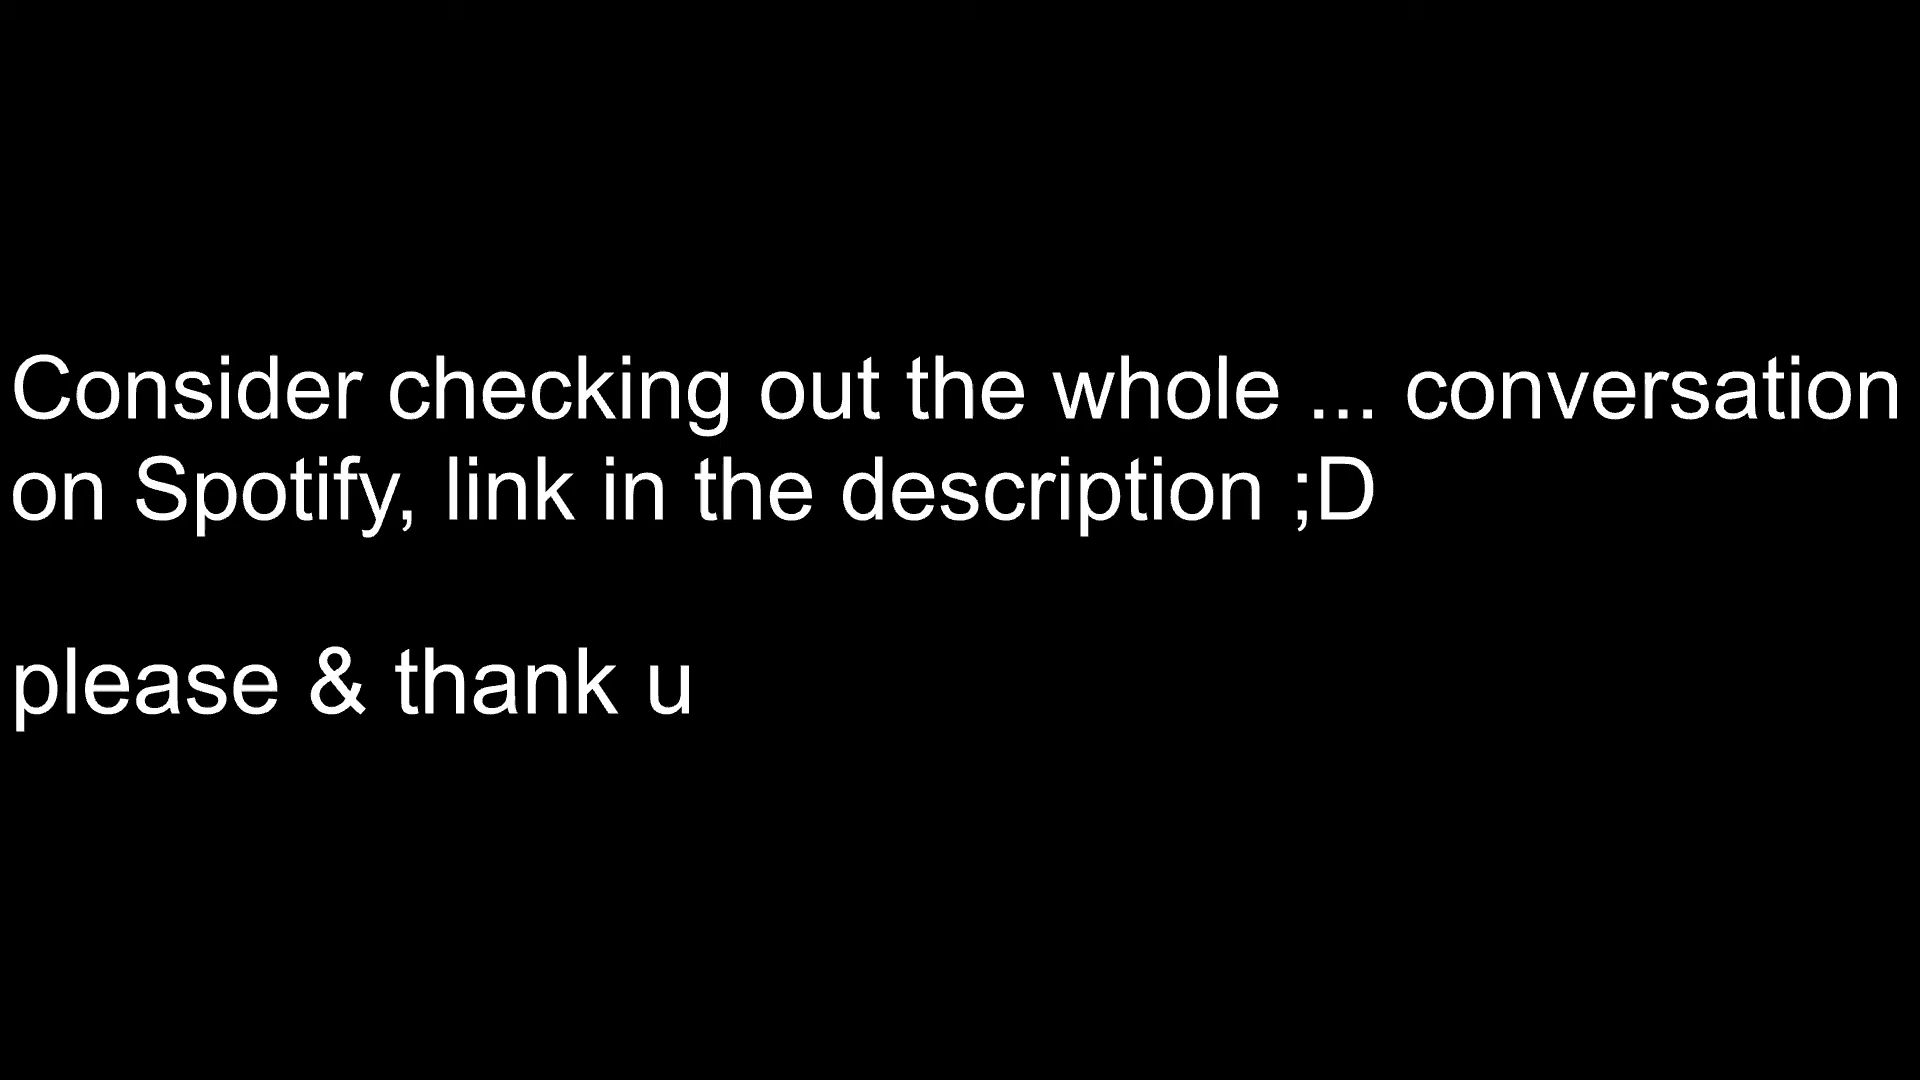 Consider checking out the whole ... conversation
on Spotify, link in the description ;D
please & thank u